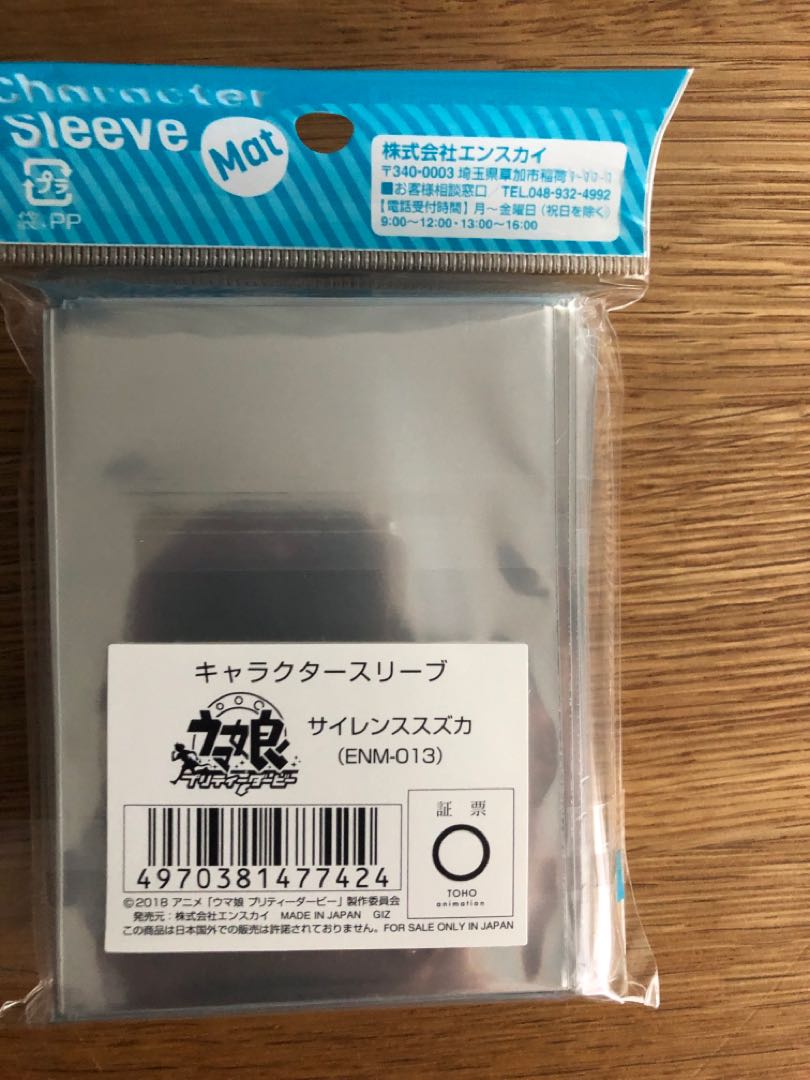 Character
Sleeve
Mat
プラ
袋:PP
株式会社エンスカイ
〒340-0003 埼玉県草加市稲荷
■お客様相談窓口/TEL.048-932-4992
【電話受付時間】月〜金曜日(祝日を除く)
9:00〜12:00・13:00〜16:00
キャラクタースリーブ
ウマ娘
プリティーダービー
サイレンススズカ
(ENM-013)
証票
TOHO
animation
4970381477424
©2018 アニメ「ウマ娘 プリティーダービー」製作委員会
発売元:株式会社エンスカイ MADE IN JAPAN GIZ
この商品は日本国外での販売は許諾されておりません。FOR SALE ONLY IN JAPAN